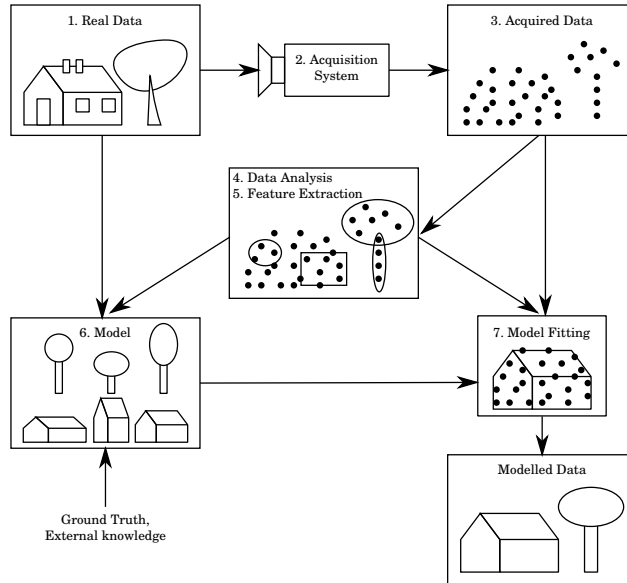 1. Real Data
2. Acquisition
System
3. Acquired Data
4. Data Analysis
5. Feature Extraction
6. Model
7. Model Fitting
Ground Truth,
External knowledge
Modelled Data